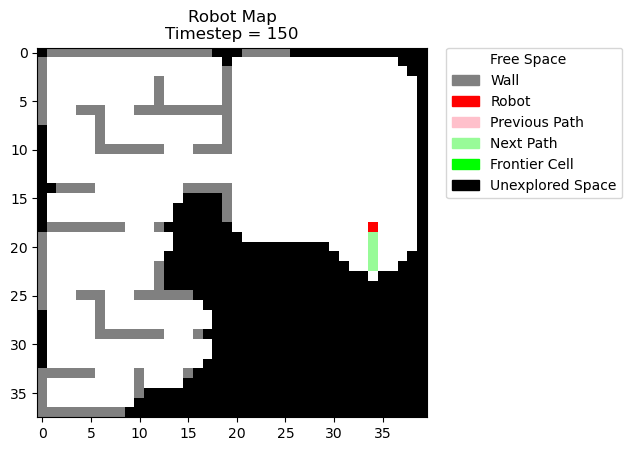 Robot Map
Timestep = 150
0
5
10
15
20
25
30
35
0
5
10
15
20
25
30
35
Free Space
Wall
Robot
Previous Path
Next Path
Frontier Cell
Unexplored Space